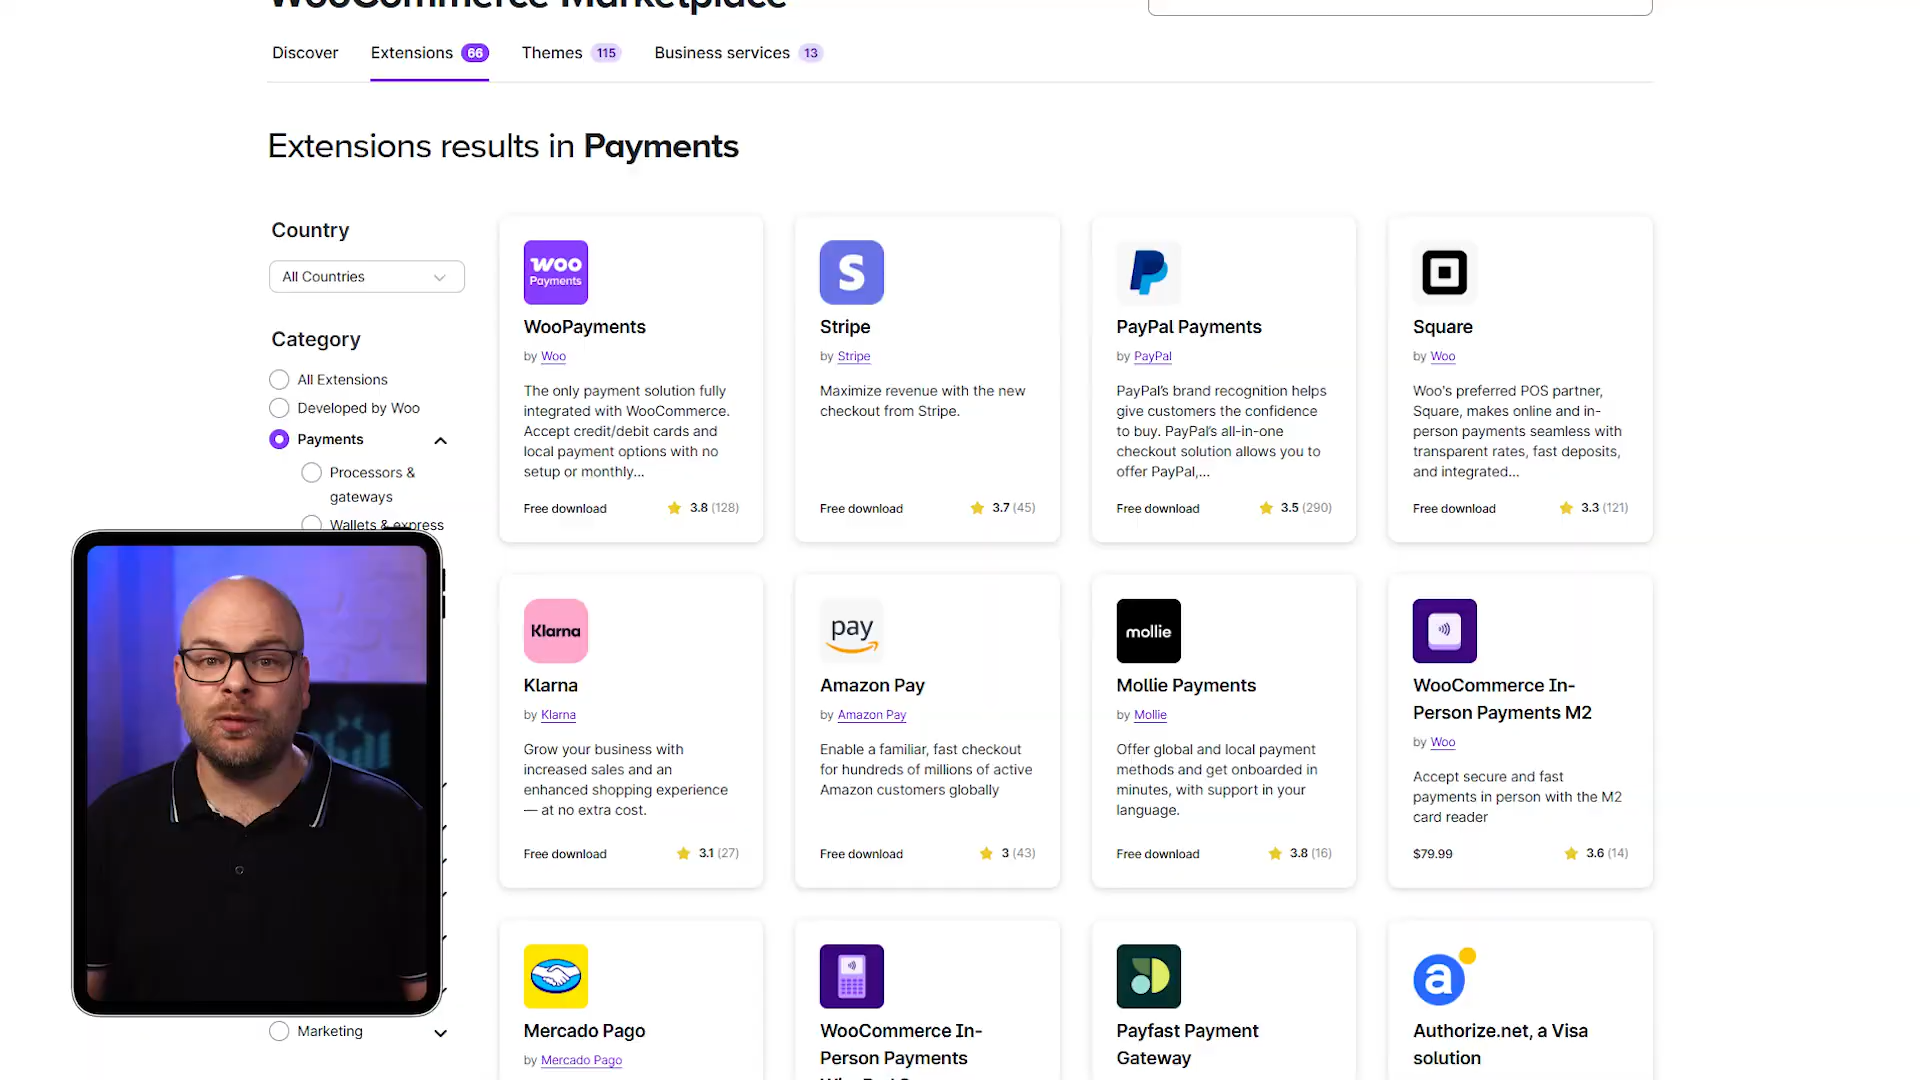 WooCommerce Marketplace
Discover
Extensions 66
Themes 115
Business services 13
Extensions results in Payments
Country
All Countries
Category
All Extensions
Developed by Woo
Payments
Processors &
gateways
Wallets & express
Marketing
woo
Payments
WooPayments
by Woo
The only payment solution fully
integrated with WooCommerce.
Accept credit/debit cards and
local payment options with no
setup or monthly...
Free download
3.8 (128)
S
Stripe
by Stripe
Maximize revenue with the new
checkout from Stripe.
Free download
3.7 (45)
PayPal Payments
by PayPal
PayPal’s brand recognition helps
give customers the confidence
to buy. PayPal’s all-in-one
checkout solution allows you to
offer PayPal,...
Free download
3.5 (290)
Square
by Woo
Woo's preferred POS partner,
Square, makes online and in-
person payments seamless with
transparent rates, fast deposits,
and integrated...
Free download
3.3 (121)
Klarna
Klarna
by Klarna
Grow your business with
increased sales and an
enhanced shopping experience
— at no extra cost.
Free download
3.1 (27)
pay
Amazon Pay
by Amazon Pay
Enable a familiar, fast checkout
for hundreds of millions of active
Amazon customers globally
Free download
3 (43)
mollie
Mollie Payments
by Mollie
Offer global and local payment
methods and get onboarded in
minutes, with support in your
language.
Free download
3.8 (16)
WooCommerce In-
Person Payments M2
by Woo
Accept secure and fast
payments in person with the M2
card reader
$79.99
3.6 (14)
Mercado Pago
by Mercado Pago
WooCommerce In-
Person Payments
Payfast Payment
Gateway
a
Authorize.net, a Visa
solution